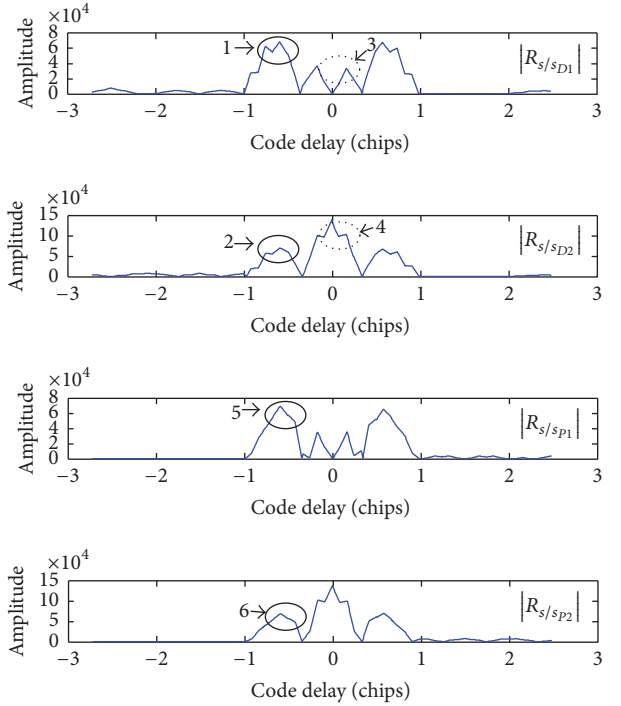 ×10⁴
Amplitude
8
6
4
2
0
1
3
|R_{s/s_{D1}}|
−3 −2 −1 0 1 2 3
Code delay (chips)
×10⁴
Amplitude
15
10
5
0
2
4
|R_{s/s_{D2}}|
−3 −2 −1 0 1 2 3
Code delay (chips)
×10⁴
Amplitude
8
6
4
2
0
5
|R_{s/s_{P1}}|
−3 −2 −1 0 1 2 3
Code delay (chips)
×10⁴
Amplitude
15
10
5
0
6
|R_{s/s_{P2}}|
−3 −2 −1 0 1 2 3
Code delay (chips)